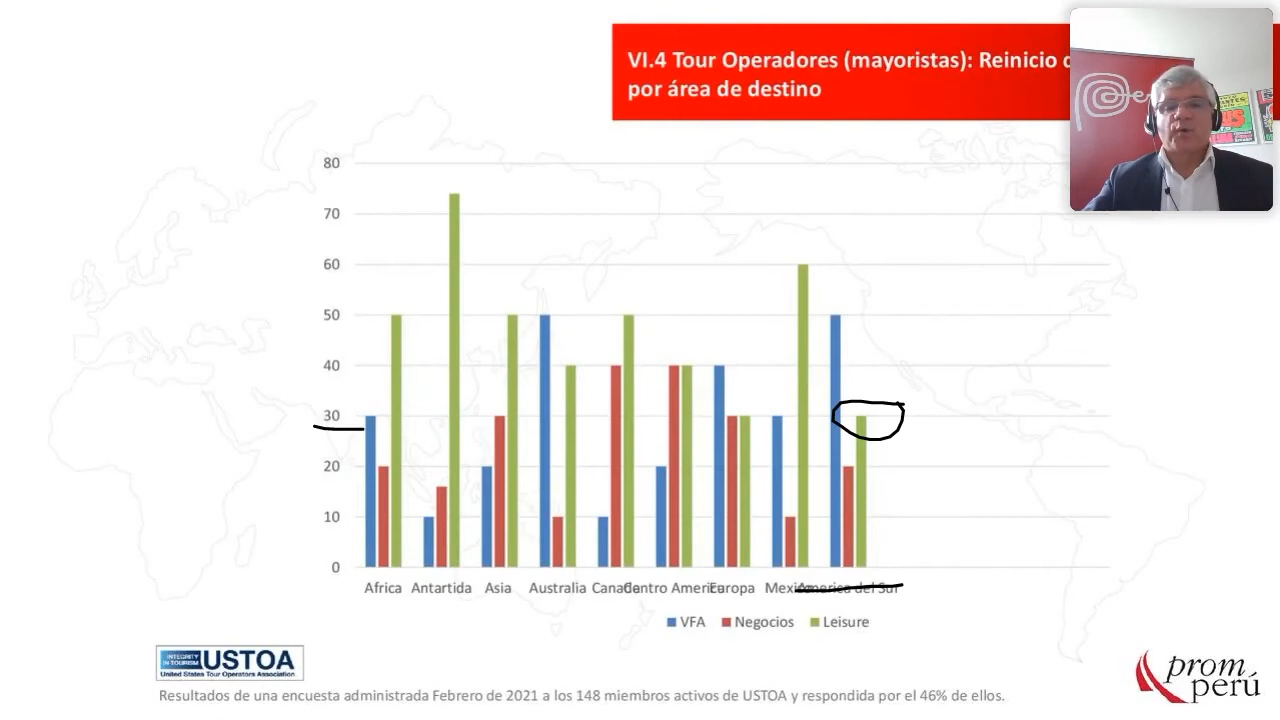 VI.4 Tour Operadores (mayoristas): Reinicio
por área de destino
80
70
60
50
40
30
20
10
0
Africa Antartida Asia Australia Canada Centro America Europa Mexico America del Sur
VFA Negocios Leisure
INTEGRITY IN TOURISM USTOA
United States Tour Operators Association
Resultados de una encuesta administrada Febrero de 2021 a los 148 miembros activos de USTOA y respondida por el 46% de ellos.
prom
perú